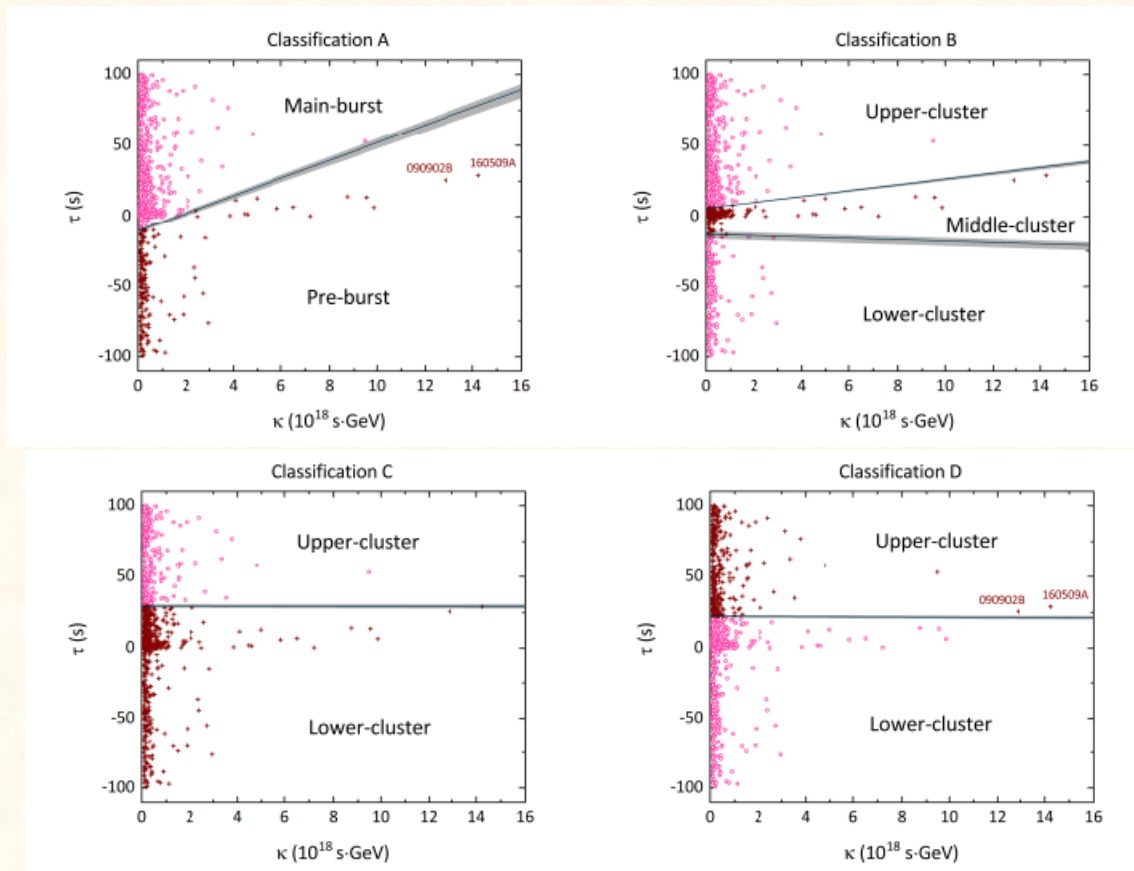 Classification A
100
50
0
-50
-100
τ (s)
Main-burst
090902B
160509A
Pre-burst
0 2 4 6 8 10 12 14 16
κ (10¹⁸ s·GeV)
Classification B
100
50
0
-50
-100
τ (s)
Upper-cluster
Middle-cluster
Lower-cluster
0 2 4 6 8 10 12 14 16
κ (10¹⁸ s·GeV)
Classification C
100
50
0
-50
-100
τ (s)
Upper-cluster
Lower-cluster
0 2 4 6 8 10 12 14 16
κ (10¹⁸ s·GeV)
Classification D
100
50
0
-50
-100
τ (s)
Upper-cluster
090902B
160509A
Lower-cluster
0 2 4 6 8 10 12 14 16
κ (10¹⁸ s·GeV)